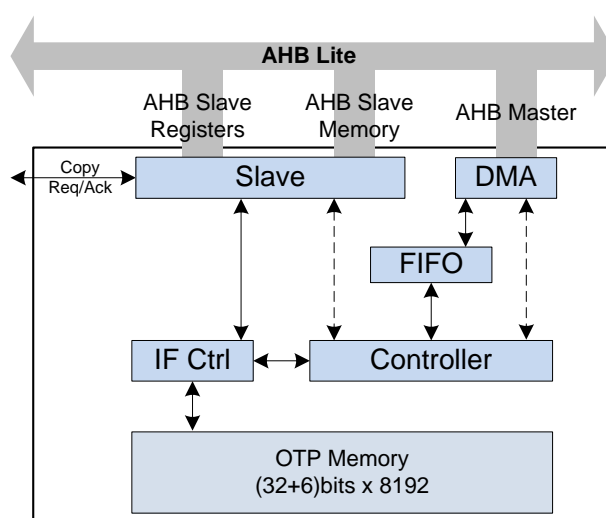 AHB Lite
AHB Slave
Registers
AHB Slave
Memory
AHB Master
Copy
Req/Ack
Slave
DMA
FIFO
IF Ctrl
Controller
OTP Memory
(32+6)bits x 8192